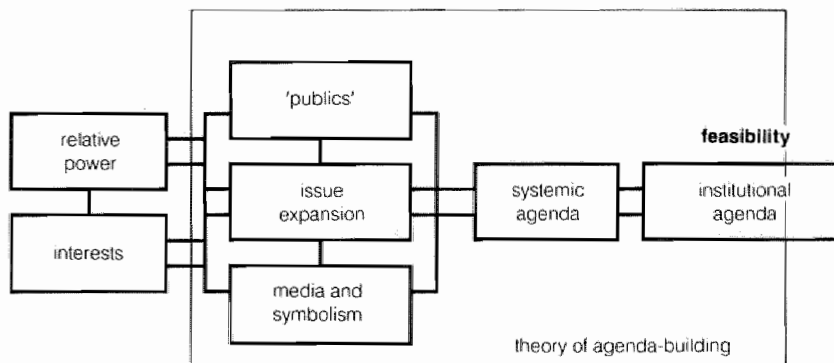 'publics'
relative
power
feasibility
issue
expansion
systemic
agenda
institutional
agenda
interests
media and
symbolism
theory of agenda-building